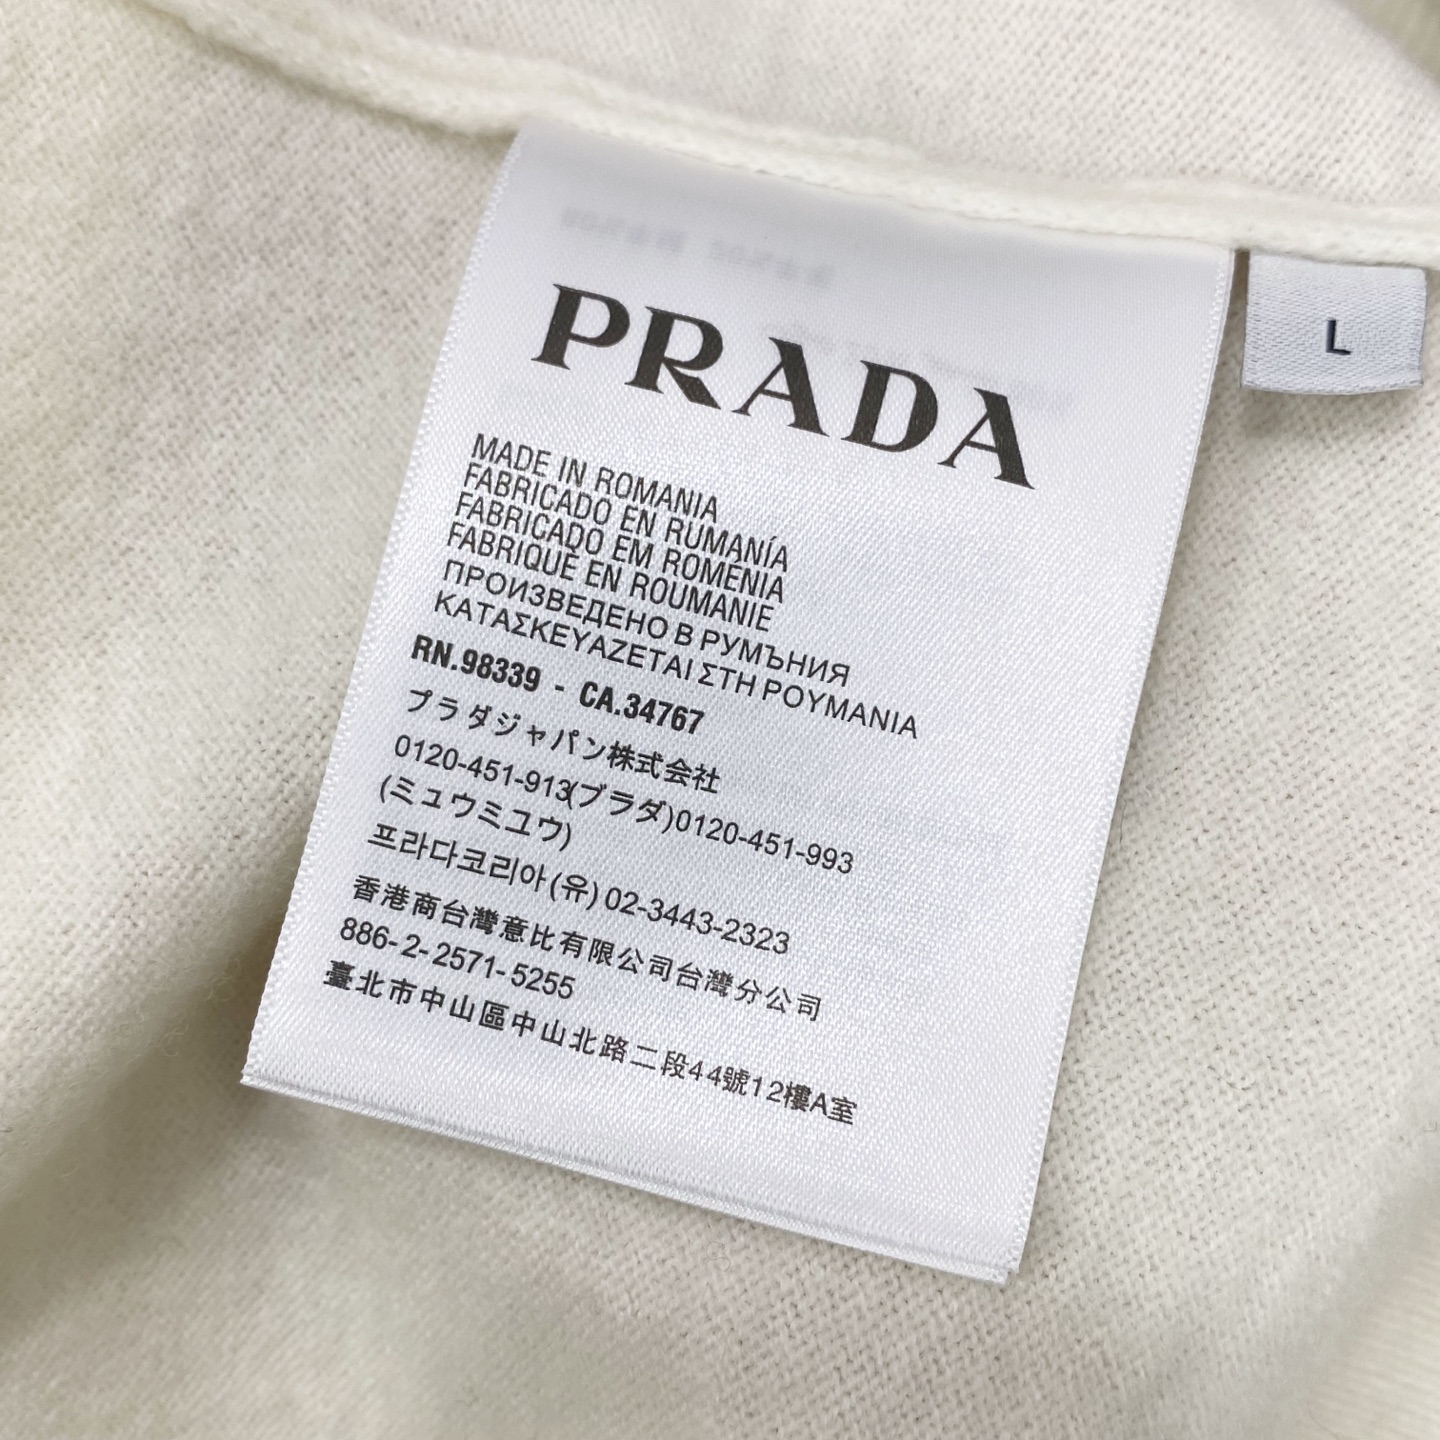 PRADA
L
MADE IN ROMANIA
FABRICADO EN RUMANÍA
FABRICADO EM ROMENIA
FABRIQUÈ EN ROUMANIE
ПРОИЗВЕДЕНО В РУМЪНИЯ
ΚΑΤΑΣΚΕΥΑΖΕΤΑΙ ΣΤΗ ΡΟΥΜΑΝΙΑ
RN.98339 - CA.34767
プラダジャパン株式会社
0120-451-913(プラダ)0120-451-993
(ミュウミユウ)
프라다코리아(유) 02-3443-2323
香港商台灣意比有限公司台灣分公司
886-2-2571-5255
臺北市中山區中山北路二段44號12樓A室